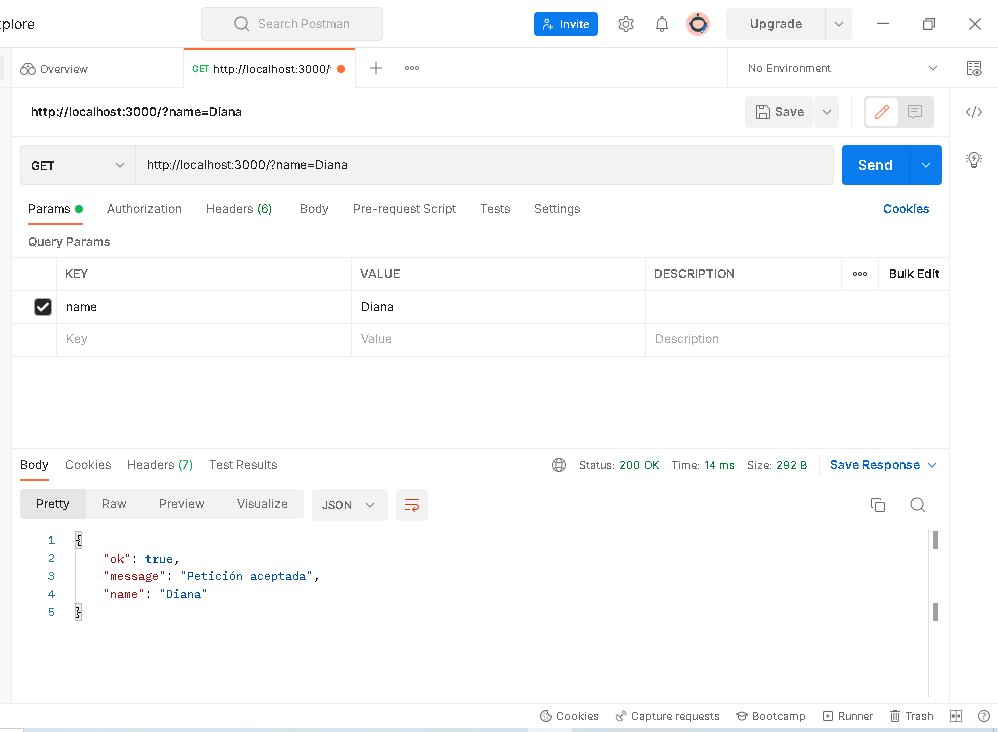 xplore Search Postman Invite Upgrade
Overview GET http://localhost:3000/ No Environment
http://localhost:3000/?name=Diana Save
GET http://localhost:3000/?name=Diana Send
Params Authorization Headers (6) Body Pre-request Script Tests Settings Cookies
Query Params
KEY VALUE DESCRIPTION Bulk Edit
name Diana
Key Value Description
Body Cookies Headers (7) Test Results Status: 200 OK Time: 14 ms Size: 292 B Save Response
Pretty Raw Preview Visualize JSON
1 {
2 "ok": true,
3 "message": "Petición aceptada",
4 "name": "Diana"
5 }
Cookies Capture requests Bootcamp Runner Trash